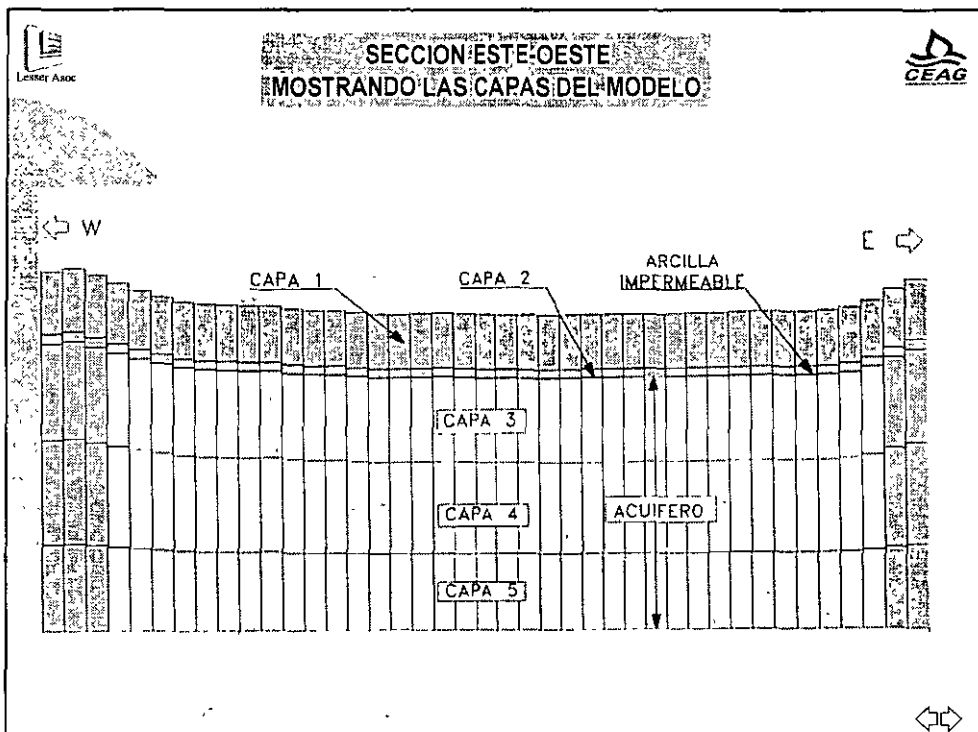 Lesser Asoc
SECCION ESTE-OESTE
MOSTRANDO LAS CAPAS DEL MODELO
CEAG
W
E
CAPA 1
CAPA 2
ARCILLA
IMPERMEABLE
CAPA 3
CAPA 4
ACUIFERO
CAPA 5